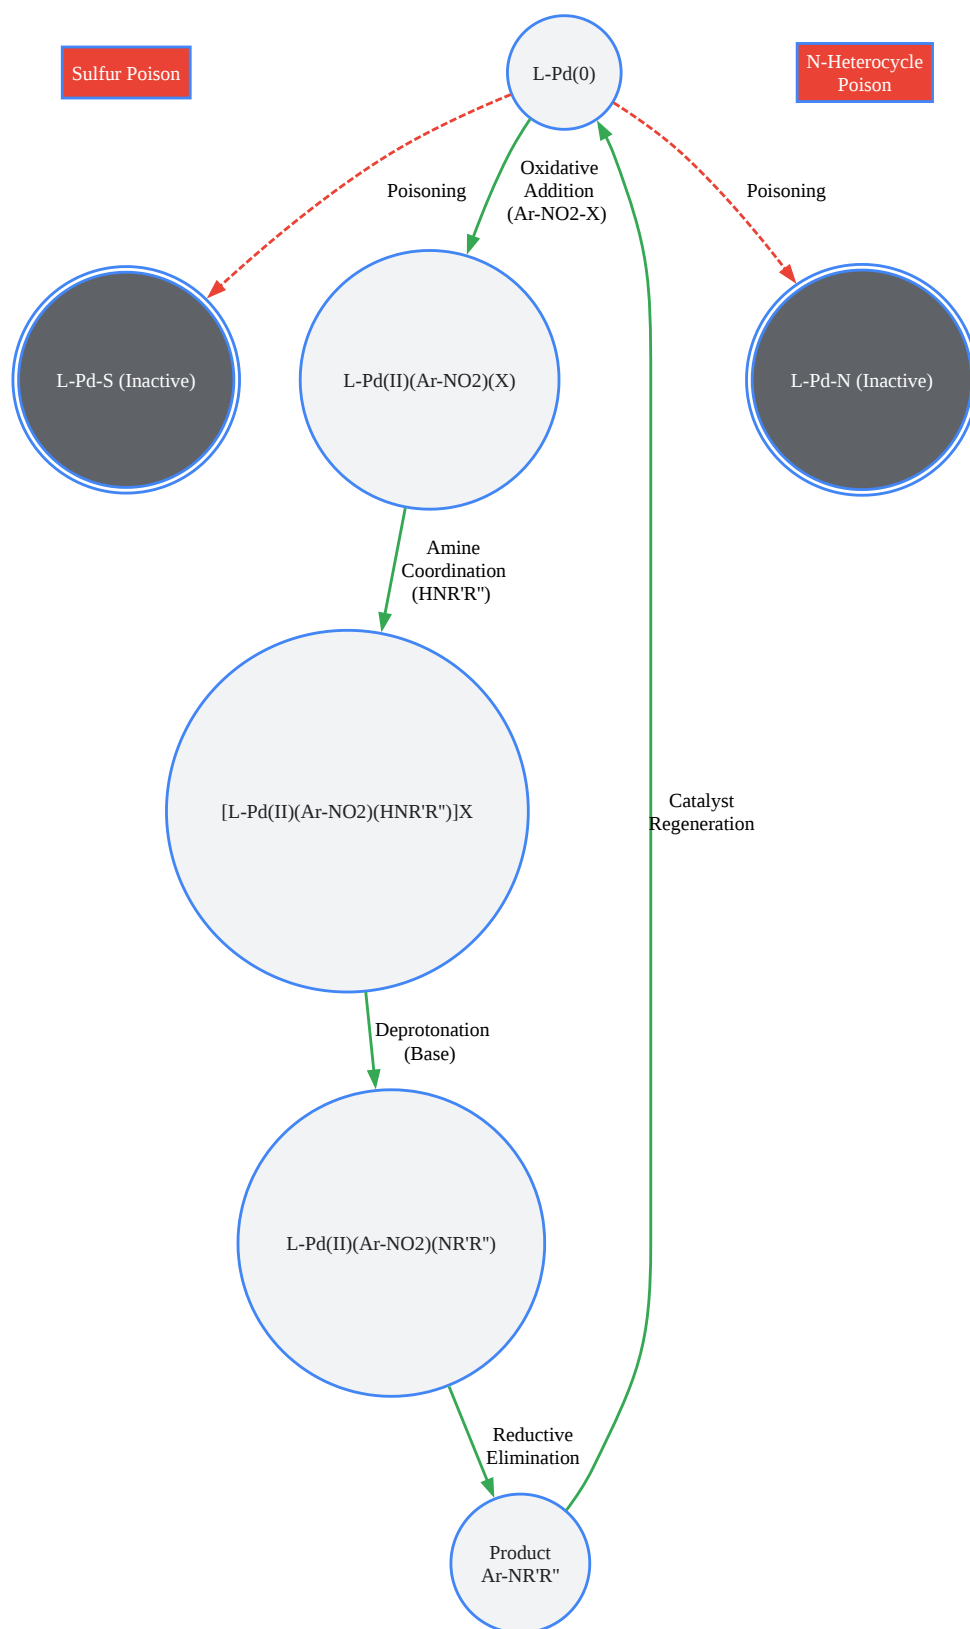 L-Pd(0)
Sulfur Poison
N-Heterocycle
Poison
Oxidative
Addition
(Ar-NO2-X)
Poisoning
Poisoning
L-Pd-S (Inactive)
L-Pd(II)(Ar-NO2)(X)
L-Pd-N (Inactive)
Amine
Coordination
(HNR'R")
[L-Pd(II)(Ar-NO2)(HNR'R")]X
Catalyst
Regeneration
Deprotonation
(Base)
L-Pd(II)(Ar-NO2)(NR'R")
Reductive
Elimination
Product
Ar-NR'R"